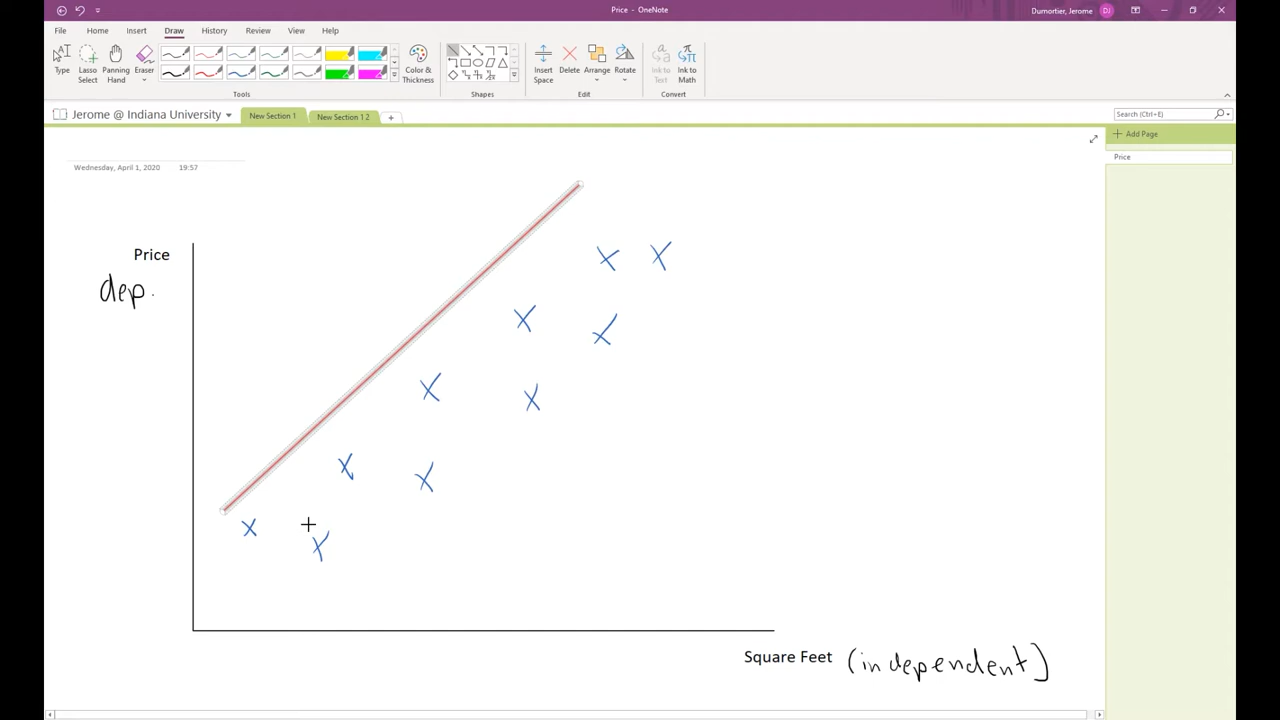 Price - OneNote
Dumortier, Jerome DJ
File Home Insert Draw History Review View Help
Type Lasso Select Panning Hand Eraser
Color & Thickness
Insert Space Delete Arrange Rotate
Ink to Text Ink to Math
Tools Shapes Edit Convert
Jerome @ Indiana University New Section 1 New Section 1 2 Search (Ctrl+E)
Add Page
Price
Wednesday, April 1, 2020 19:57
Price
dep.
Square Feet (independent)